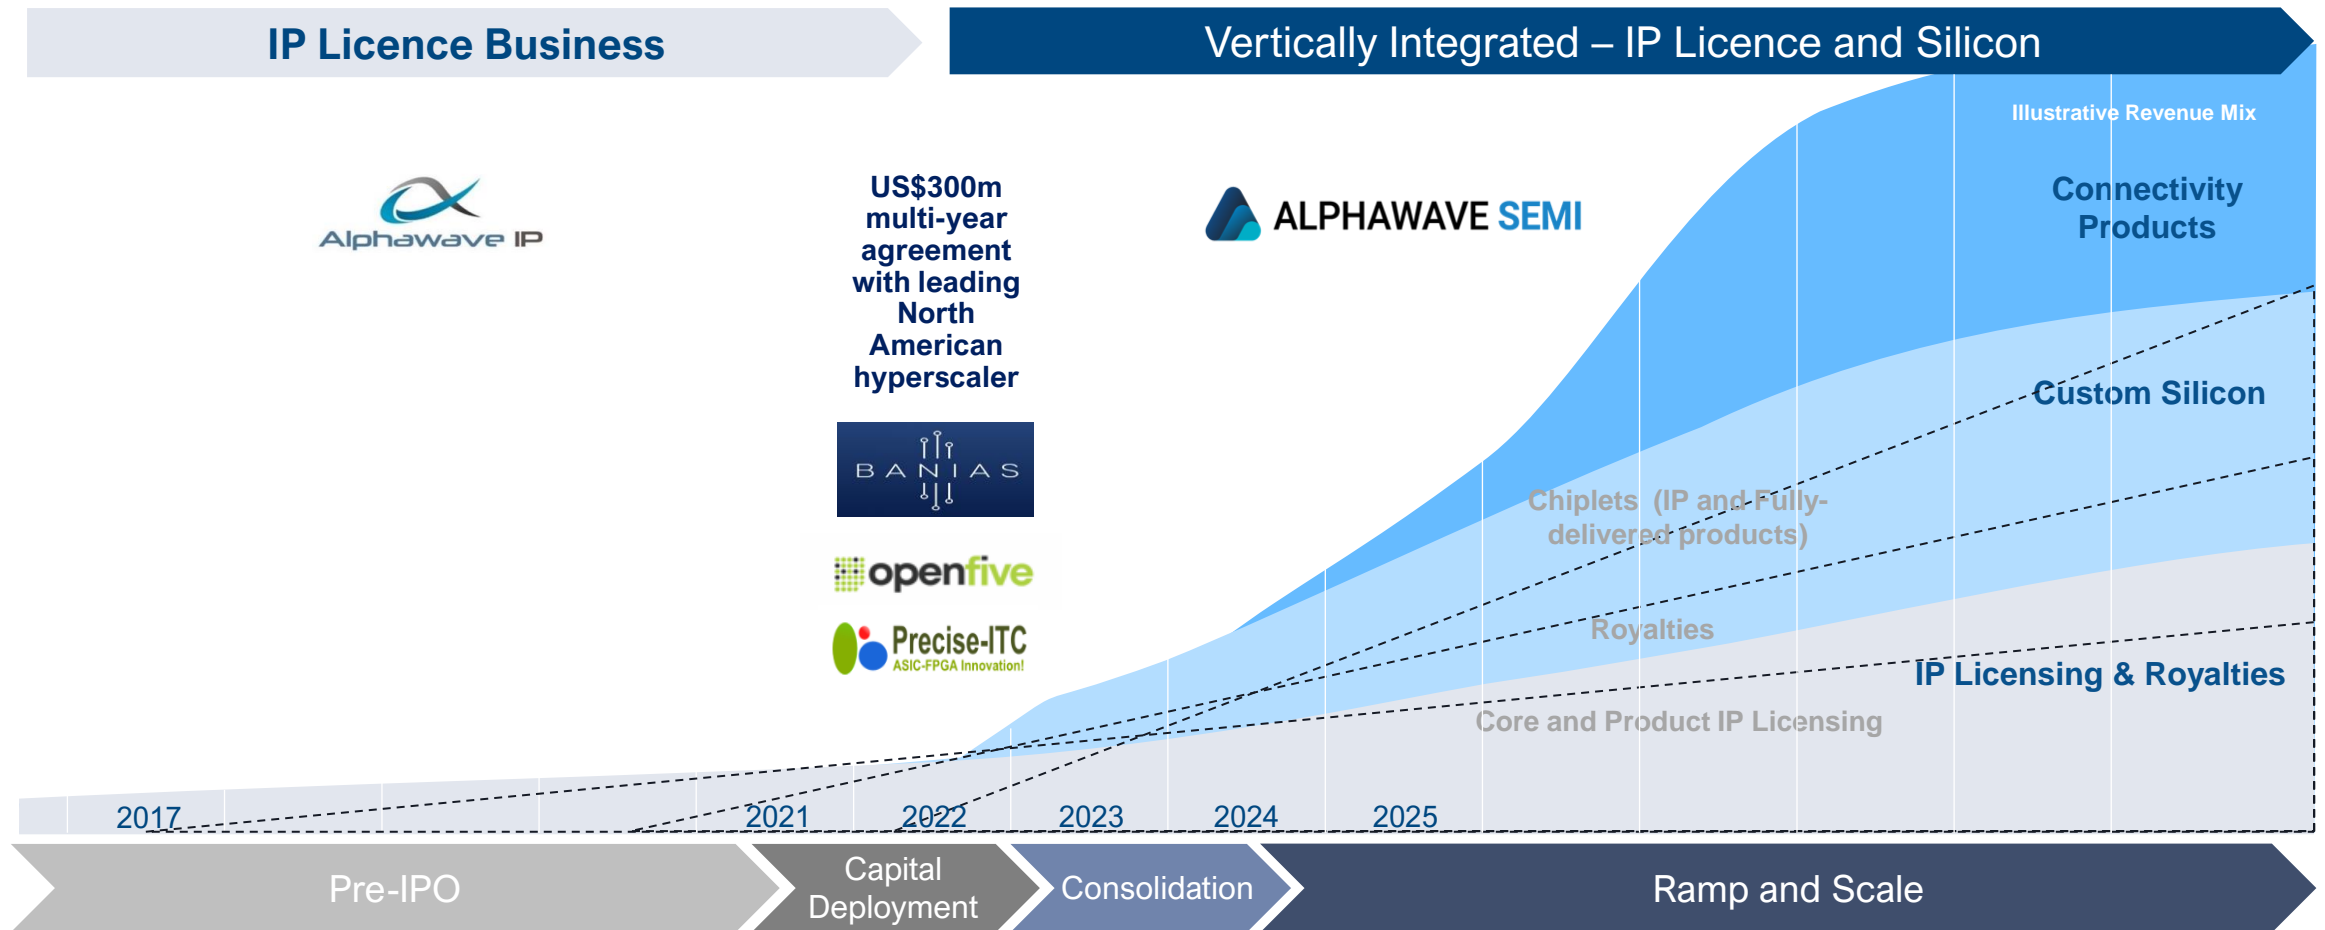 IP Licence Business
Vertically Integrated – IP Licence and Silicon
Illustrative Revenue Mix
Alphawave IP
US$300m
multi-year
agreement
with leading
North
American
hyperscaler
ALPHAWAVE SEMI
Connectivity
Products
BANIAS
openfive
Precise-ITC
ASIC-FPGA Innovation!
Custom Silicon
Chiplets (IP and Fully-
delivered products)
Royalties
IP Licensing & Royalties
Core and Product IP Licensing
2017
2021
2022
2023
2024
2025
Pre-IPO
Capital
Deployment
Consolidation
Ramp and Scale